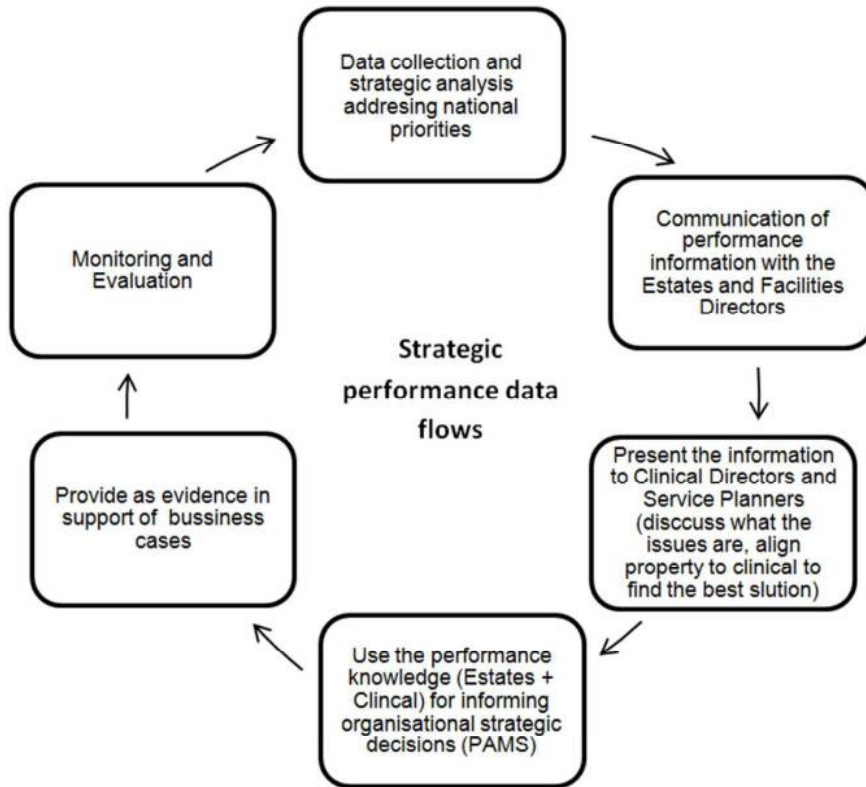 Data collection and
strategic analysis
addresing national
priorities
Communication of
performance
information with the
Estates and Facilities
Directors
Present the information
to Clinical Directors and
Service Planners
(disccuss what the
issues are, align
property to clinical to
find the best slution)
Use the performance
knowledge (Estates +
Clincal) for informing
organisational strategic
decisions (PAMS)
Provide as evidence in
support of bussiness
cases
Monitoring and
Evaluation
Strategic
performance data
flows